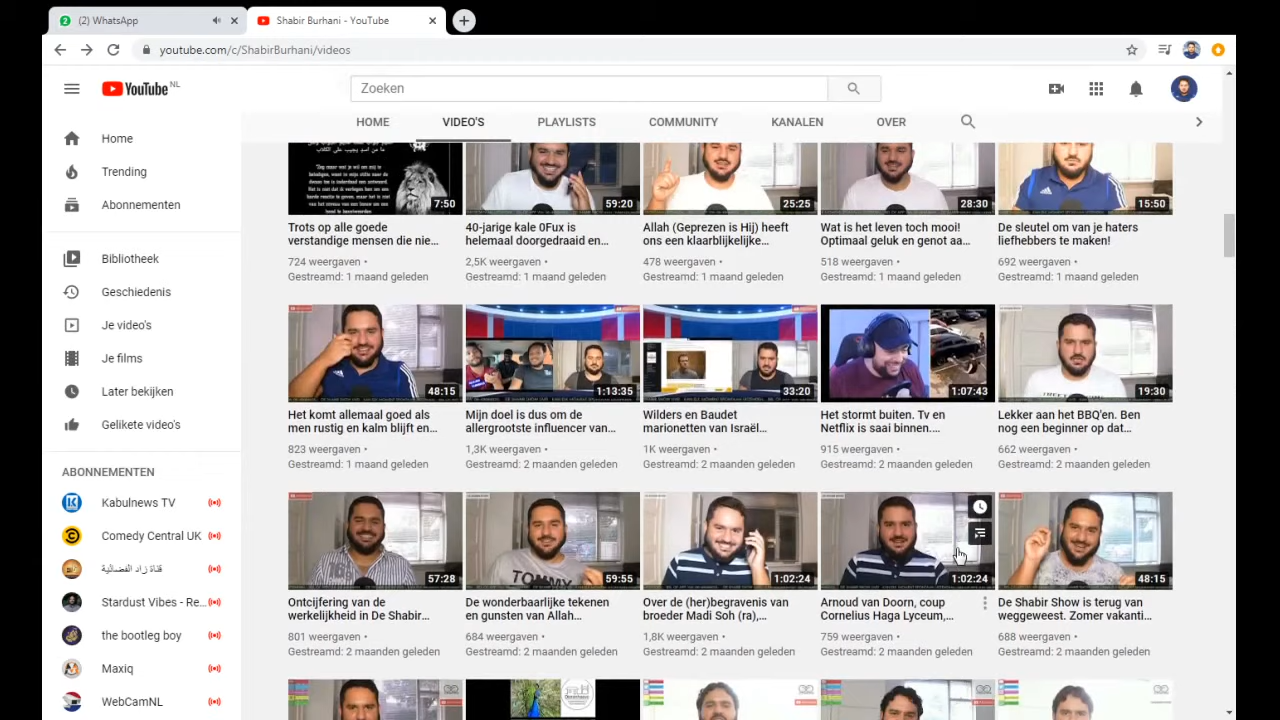 (2) WhatsApp
Shabir Burhani - YouTube
youtube.com/c/ShabirBurhani/videos
YouTube NL
Zoeken
HOME VIDEO'S PLAYLISTS COMMUNITY KANALEN OVER
Home
Trending
Abonnementen
Bibliotheek
Geschiedenis
Je video's
Je films
Later bekijken
Gelikete video's
ABONNEMENTEN
Kabulnews TV
Comedy Central UK
قناة زاد الفضائية
Stardust Vibes - Re...
the bootleg boy
Maxiq
WebCamNL
7:50
Trots op alle goede
verstandige mensen die nie...
724 weergaven •
Gestreamd: 1 maand geleden
59:20
40-jarige kale 0Fux is
helemaal doorgedraaid en...
2,5K weergaven •
Gestreamd: 1 maand geleden
25:25
Allah (Geprezen is Hij) heeft
ons een klaarblijkelijke...
478 weergaven •
Gestreamd: 1 maand geleden
28:30
Wat is het leven toch mooi!
Optimaal geluk en genot aa...
518 weergaven •
Gestreamd: 1 maand geleden
15:50
De sleutel om van je haters
liefhebbers te maken!
692 weergaven •
Gestreamd: 1 maand geleden
48:15
Het komt allemaal goed als
men rustig en kalm blijft en...
823 weergaven •
Gestreamd: 1 maand geleden
1:13:35
Mijn doel is dus om de
allergrootste influencer van...
1,3K weergaven •
Gestreamd: 2 maanden geleden
33:20
Wilders en Baudet
marionetten van Israël...
1K weergaven •
Gestreamd: 2 maanden geleden
1:07:43
Het stormt buiten. Tv en
Netflix is saai binnen....
915 weergaven •
Gestreamd: 2 maanden geleden
19:30
Lekker aan het BBQ'en. Ben
nog een beginner op dat...
662 weergaven •
Gestreamd: 2 maanden geleden
57:28
Ontcijfering van de
werkelijkheid in De Shabir...
801 weergaven •
Gestreamd: 2 maanden geleden
59:55
De wonderbaarlijke tekenen
en gunsten van Allah...
684 weergaven •
Gestreamd: 2 maanden geleden
1:02:24
Over de (her)begravenis van
broeder Madi Soh (ra),...
1,8K weergaven •
Gestreamd: 2 maanden geleden
1:02:24
Arnoud van Doorn, coup
Cornelius Haga Lyceum,...
759 weergaven •
Gestreamd: 2 maanden geleden
48:15
De Shabir Show is terug van
weggeweest. Zomer vakanti...
688 weergaven •
Gestreamd: 2 maanden geleden